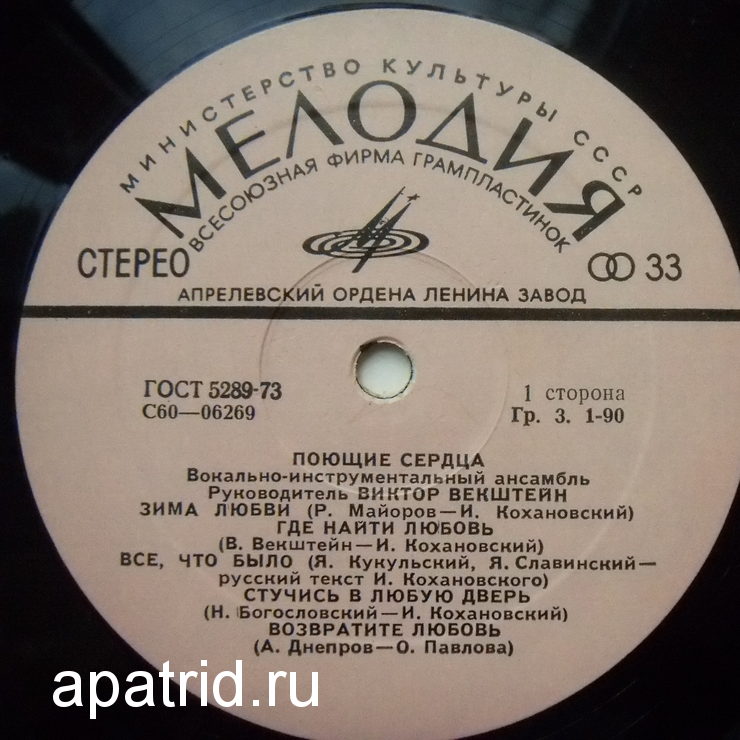 МИНИСТЕРСТВО КУЛЬТУРЫ СССР
МЕЛОДИЯ
ВСЕСОЮЗНАЯ ФИРМА ГРАМПЛАСТИНОК
СТЕРЕО
33
АПРЕЛЕВСКИЙ ОРДЕНА ЛЕНИНА ЗАВОД
ГОСТ 5289-73
С60—06269
1 сторона
Гр. 3. 1-90
ПОЮЩИЕ СЕРДЦА
Вокально-инструментальный ансамбль
Руководитель ВИКТОР ВЕКШТЕЙН
ЗИМА ЛЮБВИ (Р. Майоров—И. Кохановский)
ГДЕ НАЙТИ ЛЮБОВЬ
(В. Векштейн—И. Кохановский)
ВСЕ, ЧТО БЫЛО (Я. Кукульский, Я. Славинский—
русский текст И. Кохановского)
СТУЧИСЬ В ЛЮБУЮ ДВЕРЬ
(Н. Богословский—И. Кохановский)
ВОЗВРАТИТЕ ЛЮБОВЬ
(А. Днепров—О. Павлова)
apatrid.ru